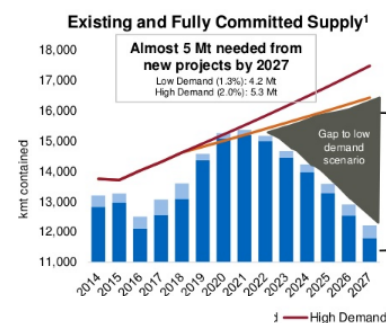 Existing and Fully Committed Supply¹
Almost 5 Mt needed from
new projects by 2027
Low Demand (1.3%): 4.2 Mt
High Demand (2.0%): 5.3 Mt
kmt contained
18,000
17,000
16,000
15,000
14,000
13,000
12,000
11,000
Gap to low
demand
scenario
2014 2015 2016 2017 2018 2019 2020 2021 2022 2023 2024 2025 2026 2027
High Demand